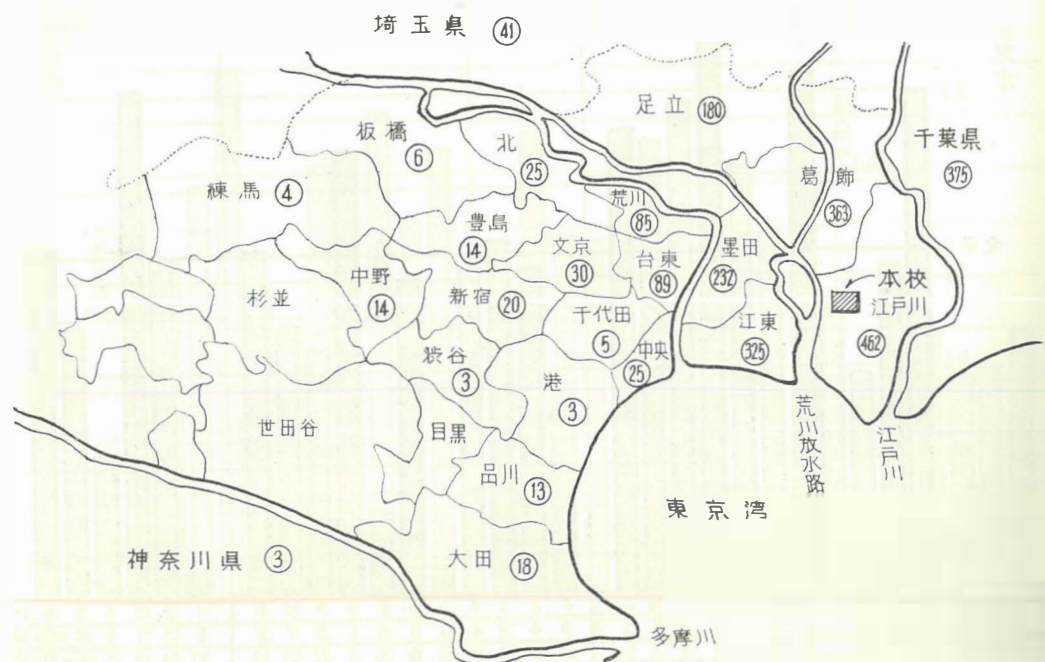 埼玉県 ㊶
足立 180
千葉県
375
板橋
6
北
25
葛飾
363
練馬 4
荒川
85
豊島
14
文京
30
台東
89
墨田
232
本校
江戸川
462
杉並
中野
14
新宿
20
千代田
5
中央
25
江東
325
渋谷
3
港
3
世田谷
目黒
品川
13
荒川放水路
江戸川
東京湾
神奈川県 3
大田 18
多摩川